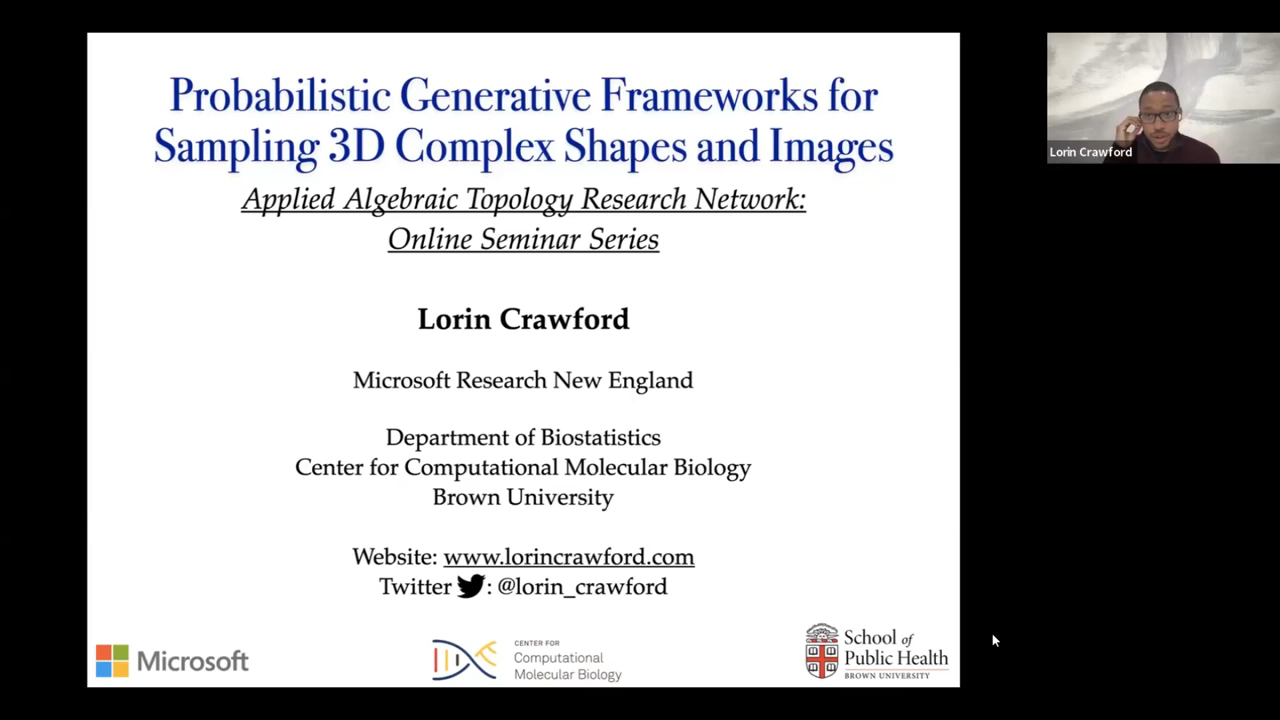 Probabilistic Generative Frameworks for
Sampling 3D Complex Shapes and Images
Applied Algebraic Topology Research Network:
Online Seminar Series
Lorin Crawford
Microsoft Research New England
Department of Biostatistics
Center for Computational Molecular Biology
Brown University
Website: www.lorincrawford.com
Twitter : @lorin_crawford
Microsoft
CENTER FOR
Computational
Molecular Biology
School of
Public Health
BROWN UNIVERSITY
Lorin Crawford